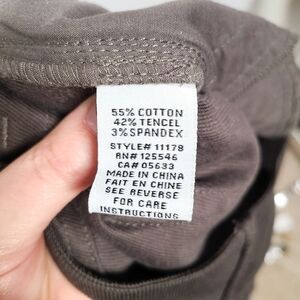 55% COTTON
42% TENCEL
3% SPANDEX
STYLE# 11178
RN# 125546
CA# 05633
MADE IN CHINA
FAIT EN CHINE
SEE REVERSE
FOR CARE
INSTRUCTIONS